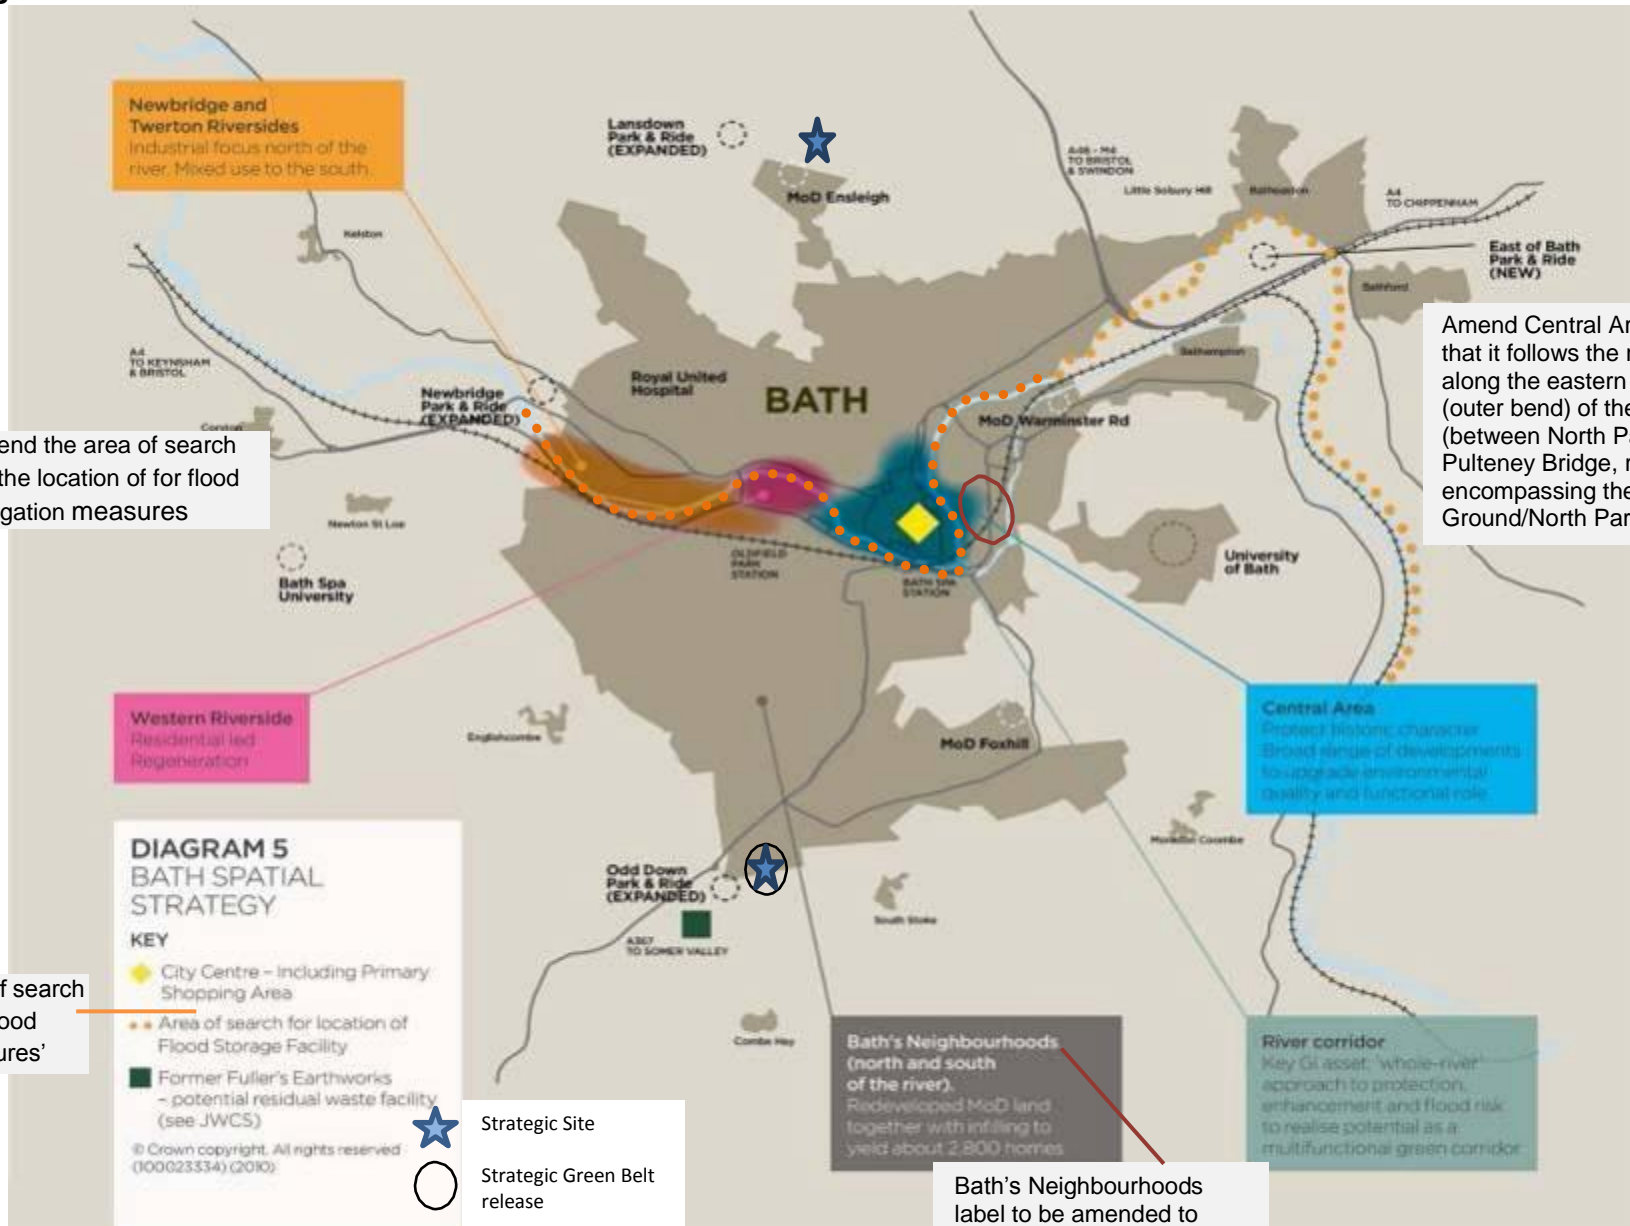 Newbridge and
Twerton Riversides
Industrial focus north of the
river. Mixed use to the south.
Lansdown
Park & Ride
(EXPANDED)
MoD Ensleigh
A46 - M4
TO BRISTOL
& SWINDON
Little Solsbury Hill
Batheaston
A4
TO CHIPPENHAM
East of Bath
Park & Ride
(NEW)
Bathford
Kelston
A4
TO KEYNSHAM
& BRISTOL
Newbridge
Park & Ride
(EXPANDED)
Royal United
Hospital
BATH
MoD Warminster Rd
Bathampton
Amend Central Ar
that it follows the
along the eastern
(outer bend) of the
(between North P
Pulteney Bridge,
encompassing the
Ground/North Par
Corston
end the area of search
the location of for flood
gation measures
Newton St Loe
Bath Spa
University
OLDFIELD
PARK
STATION
BATH SPA
STATION
University
of Bath
Western Riverside
Residential led
Regeneration
Englishcombe
MoD Foxhill
Central Area
Protect historic character
Broad range of developments
to upgrade environmental
quality and functional role
Monkton Coombe
Odd Down
Park & Ride
(EXPANDED)
A367
TO SOMER VALLEY
South Stoke
Combe Hay
DIAGRAM 5
BATH SPATIAL
STRATEGY
KEY
City Centre – Including Primary
Shopping Area
Area of search for location of
Flood Storage Facility
Former Fuller's Earthworks
– potential residual waste facility
(see JWCS)
© Crown copyright. All rights reserved
(100023334) (2010)
f search
ood
ures’
Strategic Site
Strategic Green Belt
release
Bath's Neighbourhoods
(north and south
of the river).
Redeveloped MoD land
together with infilling to
yield about 2,800 homes
Bath’s Neighbourhoods
label to be amended to
River corridor
Key GI asset, 'whole-river'
approach to protection,
enhancement and flood risk
to realise potential as a
multifunctional green corridor